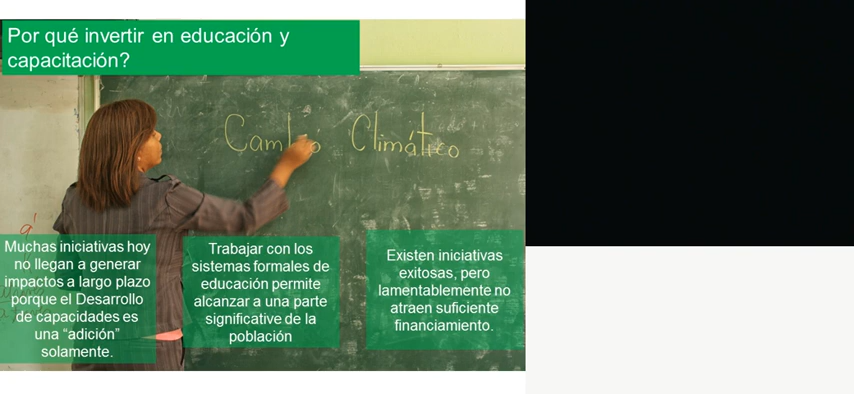 Por qué invertir en educación y
capacitación?
Cambio Climático
Muchas iniciativas hoy
no llegan a generar
impactos a largo plazo
porque el Desarrollo
de capacidades es
una “adición”
solamente.
Trabajar con los
sistemas formales de
educación permite
alcanzar a una parte
significative de la
población
Existen iniciativas
exitosas, pero
lamentablemente no
atraen suficiente
financiamiento.